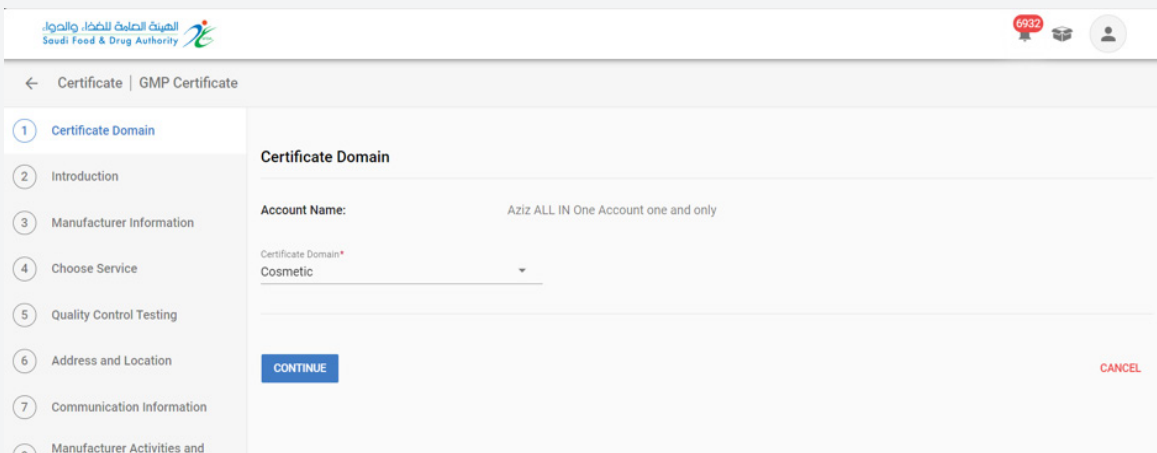 الهيئة العامة للغذاء والدواء
Saudi Food & Drug Authority
6932
Certificate | GMP Certificate
1 Certificate Domain
2 Introduction
3 Manufacturer Information
4 Choose Service
5 Quality Control Testing
6 Address and Location
7 Communication Information
Manufacturer Activities and
Certificate Domain
Account Name: Aziz ALL IN One Account one and only
Certificate Domain*
Cosmetic
CONTINUE
CANCEL